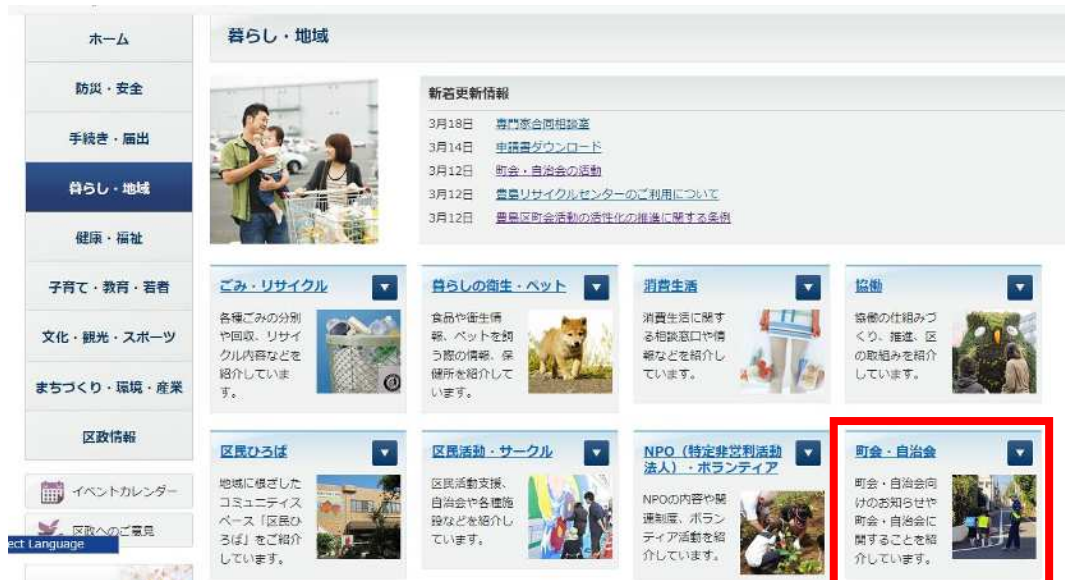 ホーム
防災・安全
手続き・届出
暮らし・地域
健康・福祉
子育て・教育・若者
文化・観光・スポーツ
まちづくり・環境・産業
区政情報
イベントカレンダー
区政へのご意見
ect Language
暮らし・地域
新着更新情報
3月18日 専門家合同相談室
3月14日 申請書ダウンロード
3月12日 町会・自治会の活動
3月12日 豊島リサイクルセンターのご利用について
3月12日 豊島区町会活動の活性化の推進に関する条例
ごみ・リサイクル
各種ごみの分別
や回収、リサイ
クル内容などを
紹介していま
す。
暮らしの衛生・ペット
食品や衛生情
報、ペットを飼
う際の情報、保
健所を紹介して
います。
消費生活
消費生活に関す
る相談窓口や情
報などを紹介し
ています。
協働
協働の仕組みづ
くり、推進、区
の取組みを紹介
しています。
区民ひろば
地域に根ざした
コミュニティス
ペース「区民ひ
ろば」をご紹介
しています。
区民活動・サークル
区民活動支援、
自治会や各種施
設などを紹介し
ています。
NPO（特定非営利活動
法人）・ボランティア
NPOの内容や関
連制度、ボラン
ティア活動を紹
介しています。
町会・自治会
町会・自治会向
けのお知らせや
町会・自治会に
関することを紹
介しています。